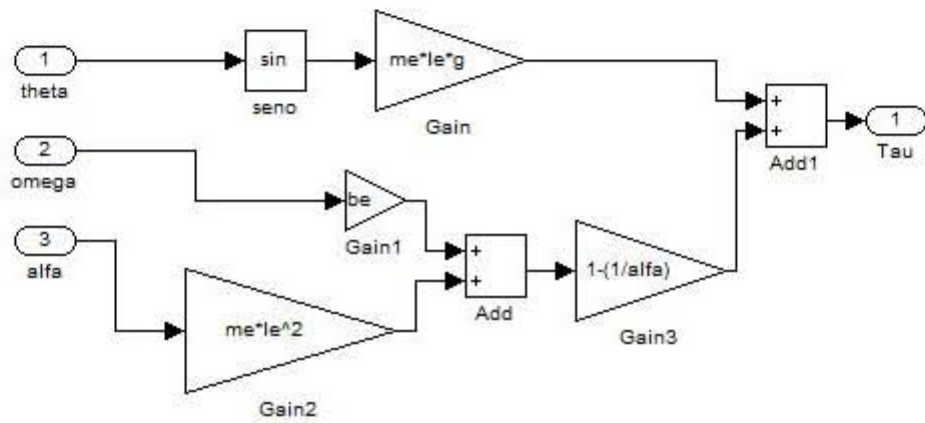 1
theta
sin
seno
me*le*g
Gain
+
+
Add1
1
Tau
2
omega
be
Gain1
3
alfa
me*le^2
Gain2
+
+
Add
1-(1/alfa)
Gain3